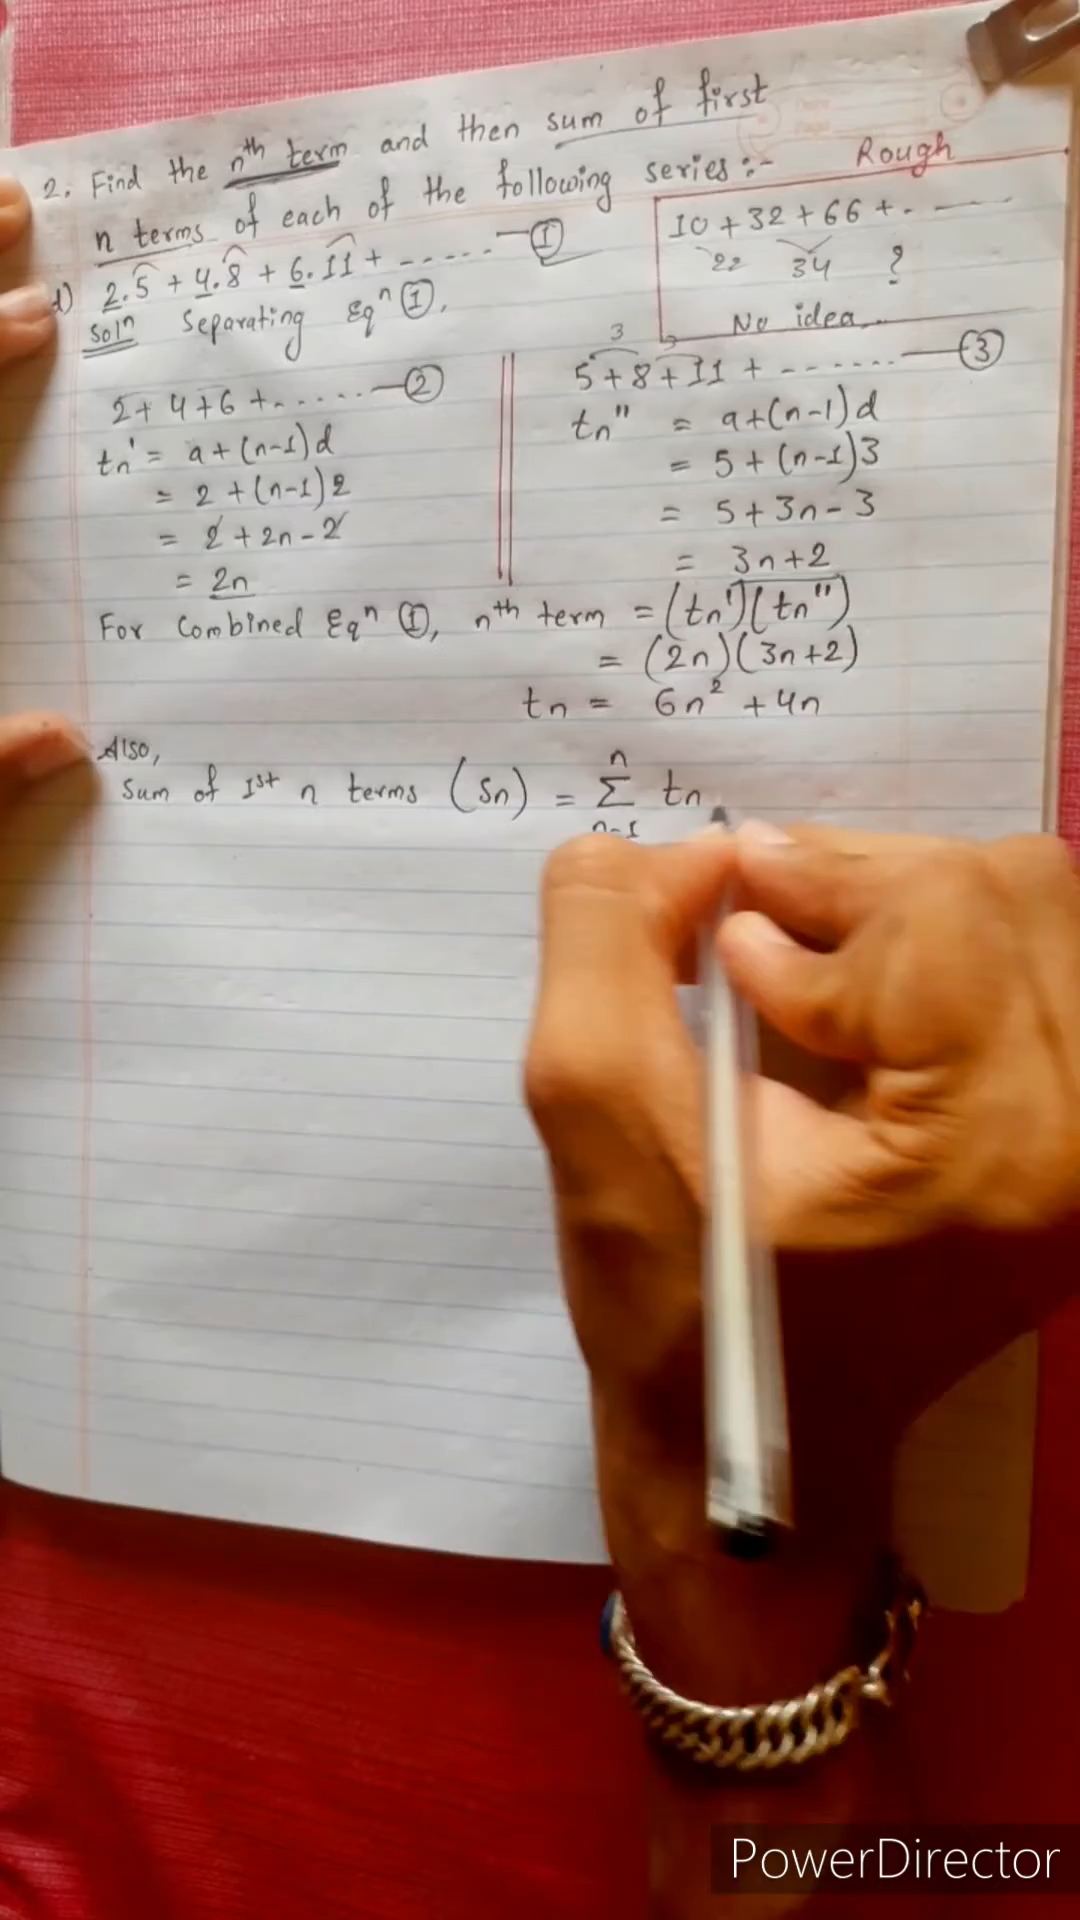 2. Find the nth term and then sum of first
n terms of each of the following series :-
Rough
d) 2.5 + 4.8 + 6.11 + ...... — ①
10 + 32 + 66 + . —
22 34 ?
No idea...
Soln Separating Eqn ①,
2 + 4 + 6 + ...... — ②
tn' = a + (n-1)d
= 2 + (n-1)2
= 2 + 2n - 2
= 2n
3 3
5 + 8 + 11 + ------- — ③
tn" = a + (n-1)d
= 5 + (n-1)3
= 5 + 3n - 3
= 3n + 2
For Combined Eqn ①, nth term = (tn')(tn")
= (2n)(3n+2)
tn = 6n² + 4n
Also,
Sum of 1st n terms (Sn) = n Σ n-1 tn
PowerDirector